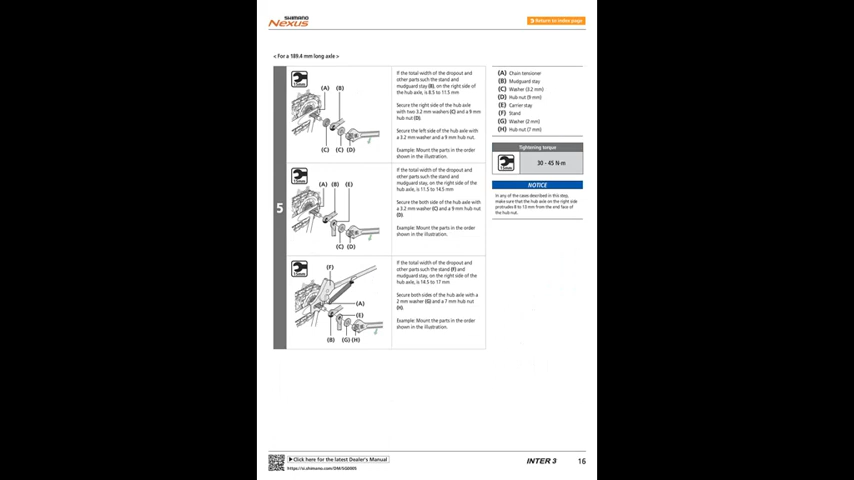 SHIMANO
Nexus
Return to index page
< For a 189.4 mm long axle >
5
15mm
(A) (B)
(C) (C) (D)
If the total width of the dropout and
other parts such the stand and
mudguard stay (B), on the right side of
the hub axle, is 8.5 to 11.5 mm
Secure the right side of the hub axle
with two 3.2 mm washers (C) and a 9 mm
hub nut (D).
Secure the left side of the hub axle with
a 3.2 mm washer and a 9 mm hub nut.
Example: Mount the parts in the order
shown in the illustration.
15mm
(A) (B) (E)
(C) (D)
If the total width of the dropout and
other parts such the stand and
mudguard stay, on the right side of the
hub axle, is 11.5 to 14.5 mm
Secure the both side of the hub axle with
a 3.2 mm washer (C) and a 9 mm hub nut
(D).
Example: Mount the parts in the order
shown in the illustration.
15mm
(F)
(A)
(E)
(B) (G) (H)
If the total width of the dropout and
other parts such the stand (F) and
mudguard stay, on the right side of the
hub axle, is 14.5 to 17 mm
Secure both sides of the hub axle with a
2 mm washer (G) and a 7 mm hub nut
(H).
Example: Mount the parts in the order
shown in the illustration.
(A) Chain tensioner
(B) Mudguard stay
(C) Washer (3.2 mm)
(D) Hub nut (9 mm)
(E) Carrier stay
(F) Stand
(G) Washer (2 mm)
(H) Hub nut (7 mm)
Tightening torque
15mm
30 - 45 N·m
NOTICE
In any of the cases described in this step,
make sure that the hub axle on the right side
protrudes 8 to 13 mm from the end face of
the hub nut.
Click here for the latest Dealer's Manual
https://si.shimano.com/DM/SG0005
INTER 3
16